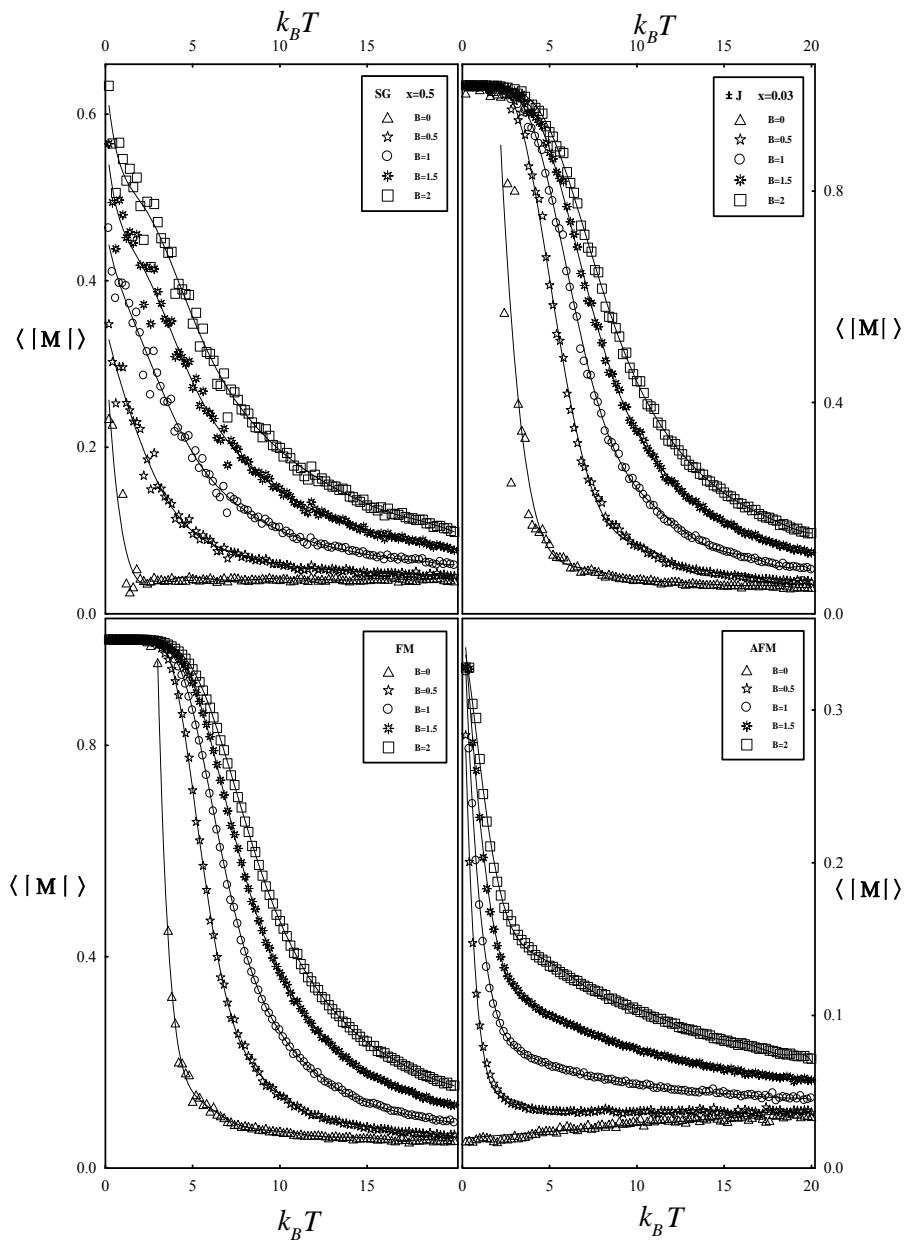 k_B T
k_B T
0 5 10 15
0 5 10 15 20
SG x=0.5
B=0
B=0.5
B=1
B=1.5
B=2
± J x=0.03
B=0
B=0.5
B=1
B=1.5
B=2
0.6
0.4
0.2
0.0
⟨|M|⟩
0.8
0.4
0.0
⟨|M|⟩
FM
B=0
B=0.5
B=1
B=1.5
B=2
AFM
B=0
B=0.5
B=1
B=1.5
B=2
0.8
0.4
0.0
⟨|M|⟩
0.3
0.2
0.1
0.0
⟨|M|⟩
0 5 10 15
0 5 10 15 20
k_B T
k_B T